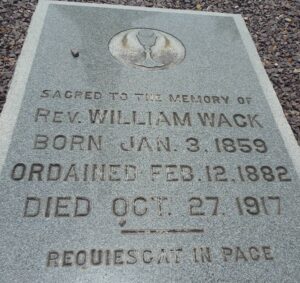 SACRED TO THE MEMORY OF
REV. WILLIAM WACK
BORN JAN. 3, 1859
ORDAINED FEB. 12, 1882
DIED OCT. 27, 1917
REQUIESCAT IN PACE